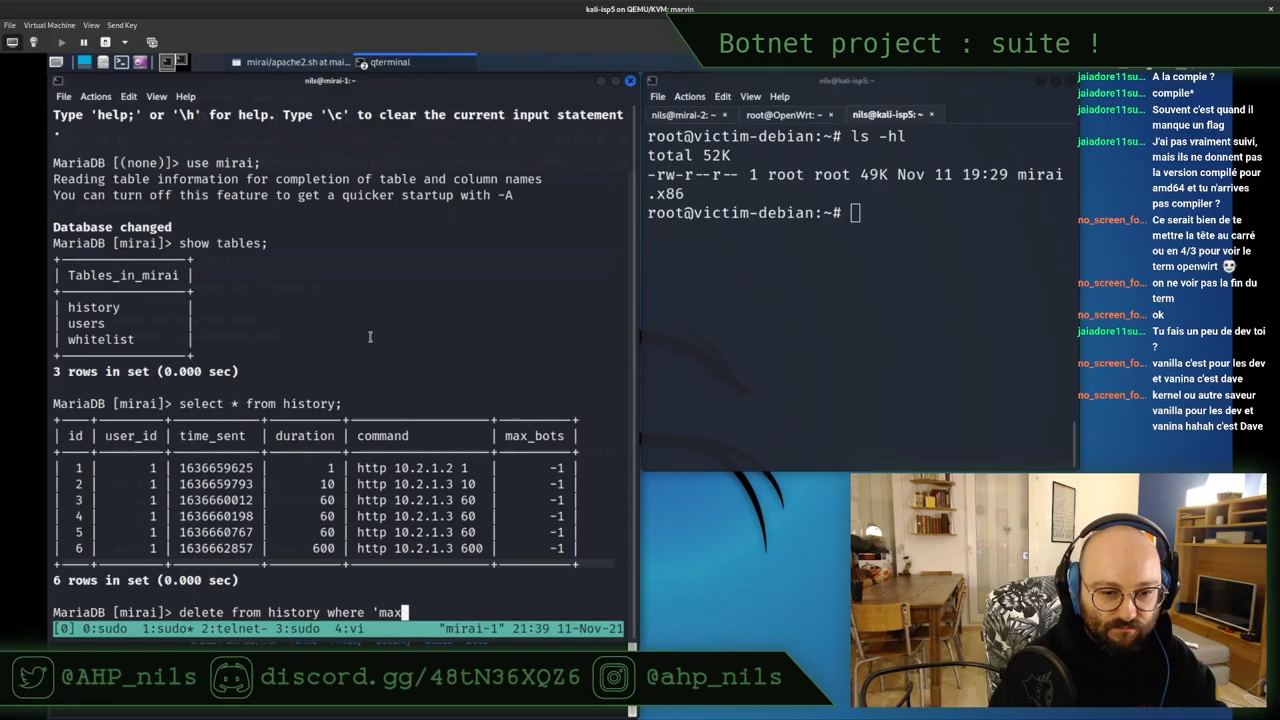 kali-isp5 on QEMU/KVM: marvin
File Virtual Machine View Send Key
Botnet project : suite !
mirai/apache2.sh at mai...
qterminal
nils@mirai-1: ~
File Actions Edit View Help
Type 'help;' or '\h' for help. Type '\c' to clear the current input statement
.
MariaDB [(none)]> use mirai;
Reading table information for completion of table and column names
You can turn off this feature to get a quicker startup with -A
Database changed
MariaDB [mirai]> show tables;
| Tables_in_mirai |
| history |
| users |
| whitelist |
3 rows in set (0.000 sec)
MariaDB [mirai]> select * from history;
| id | user_id | time_sent | duration | command | max_bots |
| 1 | 1 | 1636659625 | 1 | http 10.2.1.2 1 | -1 |
| 2 | 1 | 1636659793 | 10 | http 10.2.1.3 10 | -1 |
| 3 | 1 | 1636660012 | 60 | http 10.2.1.3 60 | -1 |
| 4 | 1 | 1636660198 | 60 | http 10.2.1.3 60 | -1 |
| 5 | 1 | 1636660767 | 60 | http 10.2.1.3 60 | -1 |
| 6 | 1 | 1636662857 | 600 | http 10.2.1.3 600 | -1 |
6 rows in set (0.000 sec)
MariaDB [mirai]> delete from history where 'max
[0] 0:sudo 1:sudo* 2:telnet- 3:sudo 4:vi "mirai-1" 21:39 11-Nov-21
nils@kali-isp5: ~
File Actions Edit View Help
nils@mirai-2: ~ × root@OpenWrt: ~ × nils@kali-isp5: ~ ×
root@victim-debian:~# ls -hl
total 52K
-rw-r--r-- 1 root root 49K Nov 11 19:29 mirai
.x86
root@victim-debian:~#
jaiadore11su... A la compie ?
jaiadore11su... compile*
jaiadore11su... Souvent c'est quand il
manque un flag
jaiadore11su... J'ai pas vraiment suivi,
mais ils ne donnent pas
la version compilé pour
amd64 et tu n'arrives
pas compiler ?
no_screen_fo... Ce serait bien de te
mettre la tête au carré
ou en 4/3 pour voir le
term openwirt
no_screen_fo... on ne voir pas la fin du
term
no_screen_fo... ok
jaiadore11su... Tu fais un peu de dev toi
?
no_screen_fo... vanilla c'est pour les dev
et vanina c'est dave
no_screen_fo... kernel ou autre saveur
vanilla pour les dev et
vanina hahah c'est Dave
@AHP_nils discord.gg/48tN36XQZ6 @ahp_nils